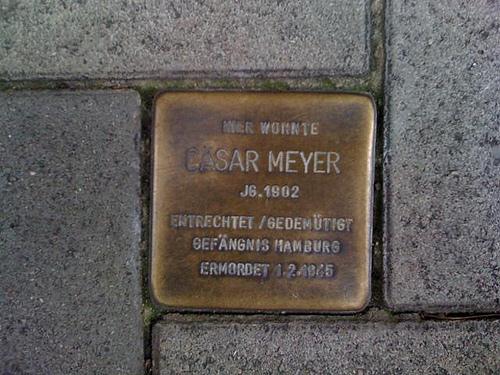 HIER WOHNTE
CÄSAR MEYER
JG. 1902
ENTRECHTET / GEDEMÜTIGT
GEFÄNGNIS HAMBURG
ERMORDET 1.2.1945